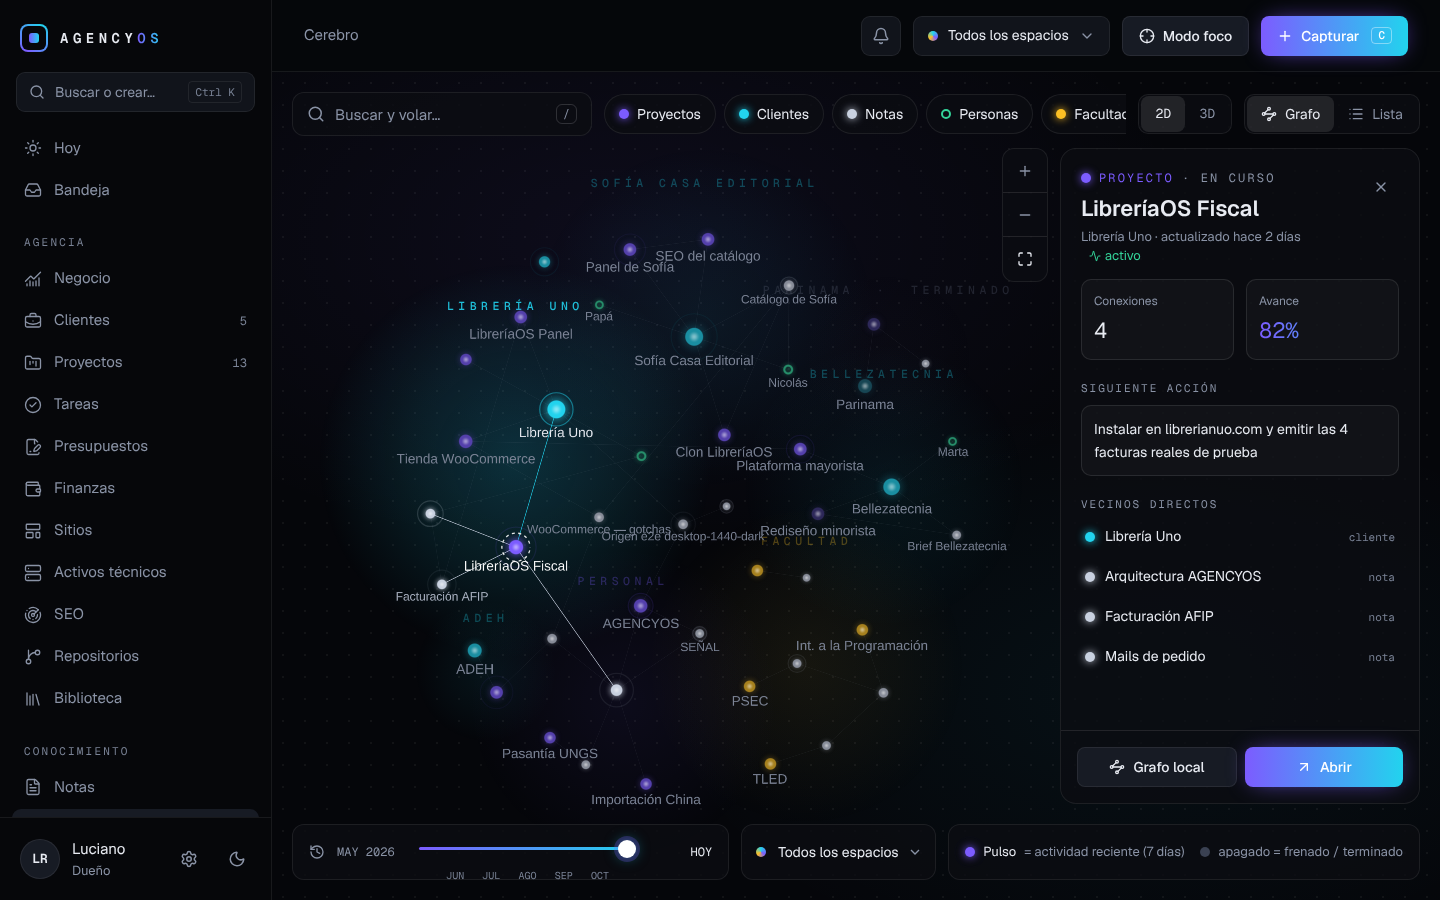 AGENCYOS
Buscar o crear...
Ctrl K
Hoy
Bandeja
AGENCIA
Negocio
Clientes
5
Proyectos
13
Tareas
Presupuestos
Finanzas
Sitios
Activos técnicos
SEO
Repositorios
Biblioteca
CONOCIMIENTO
Notas
LR
Luciano
Dueño
Cerebro
Todos los espacios
Modo foco
Capturar
C
Buscar y volar...
/
Proyectos
Clientes
Notas
Personas
Facultac
2D
3D
Grafo
Lista
SOFÍA CASA EDITORIAL
SEO del catálogo
Panel de Sofía
PARINAMA
TERMINADO
Catálogo de Sofía
LIBRERÍA UNO
Papá
LibreríaOS Panel
Sofía Casa Editorial
Nicolás
BELLEZATECNIA
Parinama
Librería Uno
Tienda WooCommerce
Clon LibreríaOS
Plataforma mayorista
Marta
Bellezatecnia
WooCommerce — gotchas
Origen e2e desktop-1440-dark
Rediseño minorista
FACULTAD
Brief Bellezatecnia
LibreríaOS Fiscal
PERSONAL
Facturación AFIP
ADEH
AGENCYOS
SEÑAL
Int. a la Programación
ADEH
PSEC
Pasantía UNGS
TLED
Importación China
PROYECTO · EN CURSO
LibreríaOS Fiscal
Librería Uno · actualizado hace 2 días
activo
Conexiones
4
Avance
82%
SIGUIENTE ACCIÓN
Instalar en librerianuo.com y emitir las 4
facturas reales de prueba
VECINOS DIRECTOS
Librería Uno
cliente
Arquitectura AGENCYOS
nota
Facturación AFIP
nota
Mails de pedido
nota
Grafo local
Abrir
MAY 2026
HOY
JUN JUL AGO SEP OCT
Todos los espacios
Pulso = actividad reciente (7 días)
apagado = frenado / terminado